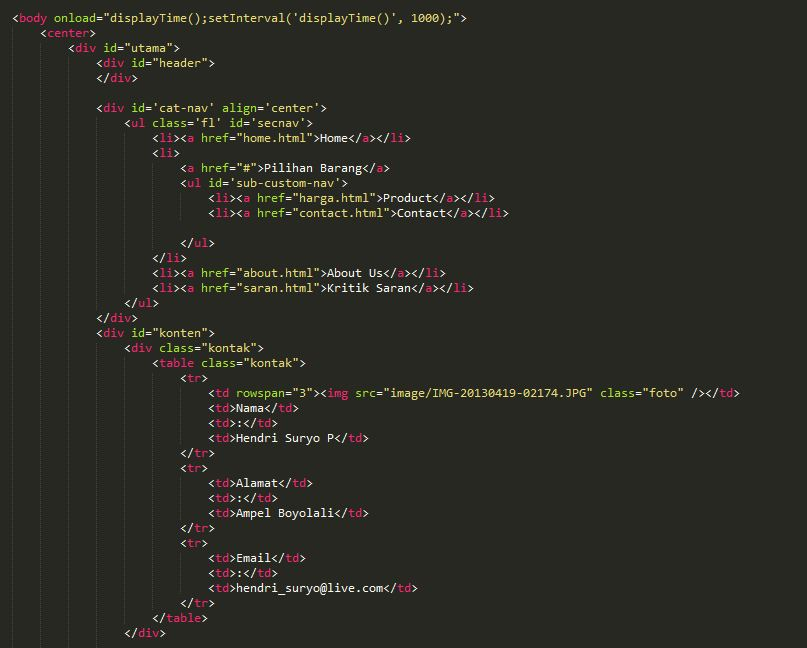 <body onload="displayTime();setInterval('displayTime()', 1000);">
<center>
<div id="utama">
<div id="header">
</div>
<div id='cat-nav' align='center'>
<ul class='fl' id='secnav'>
<li><a href="home.html">Home</a></li>
<li>
<a href="#">Pilihan Barang</a>
<ul id='sub-custom-nav'>
<li><a href="harga.html">Product</a></li>
<li><a href="contact.html">Contact</a></li>
</ul>
</li>
<li><a href="about.html">About Us</a></li>
<li><a href="saran.html">Kritik Saran</a></li>
</ul>
</div>
<div id="konten">
<div class="kontak">
<table class="kontak">
<tr>
<td rowspan="3"><img src="image/IMG-20130419-02174.JPG" class="foto" /></td>
<td>Nama</td>
<td>:</td>
<td>Hendri Suryo P</td>
</tr>
<tr>
<td>Alamat</td>
<td>:</td>
<td>Ampel Boyolali</td>
</tr>
<tr>
<td>Email</td>
<td>:</td>
<td>hendri_suryo@live.com</td>
</tr>
</table>
</div>